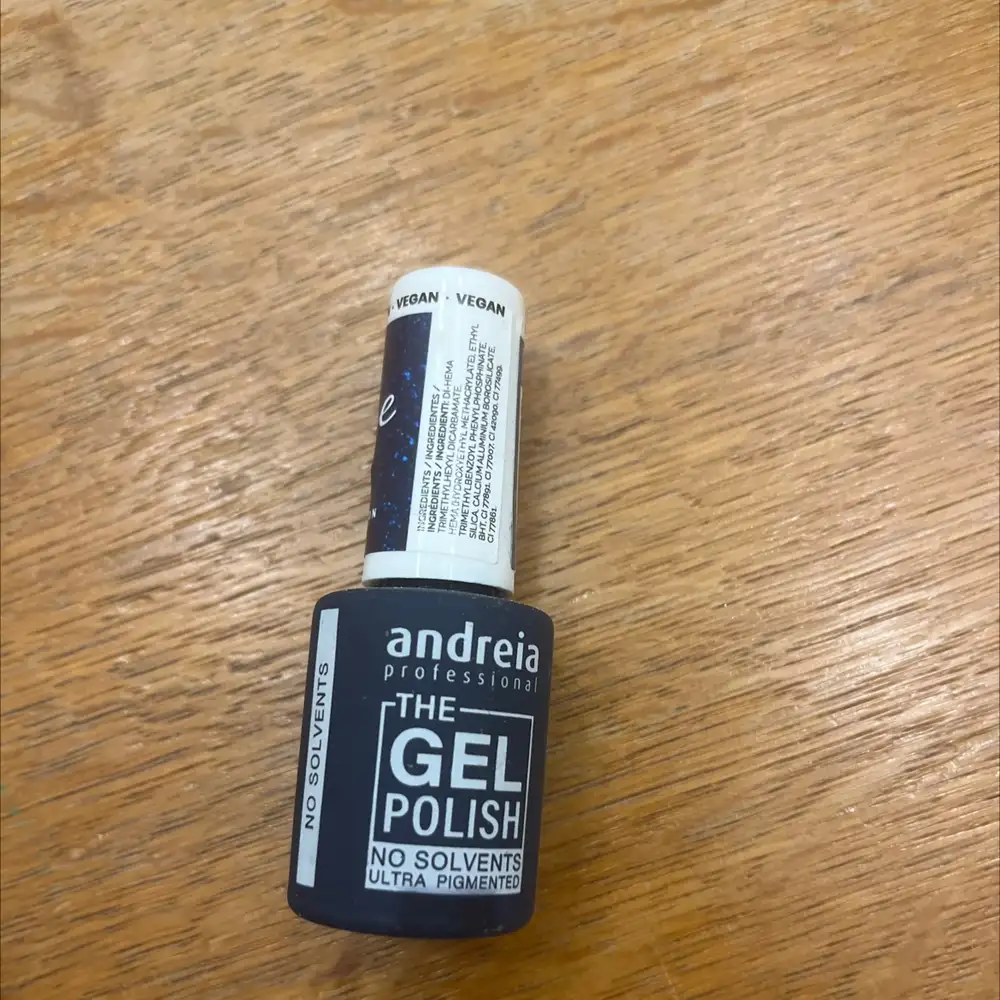 VEGAN · VEGAN
e
N
INGREDIENTS / INGREDIENTES /
INGRÉDIENTS / INGREDIENTI: DI-HEMA
TRIMETHYLHEXYL DICARBAMATE,
HEMA (HYDROXYETHYL METHACRYLATE), ETHYL
TRIMETHYLBENZOYL PHENYLPHOSPHINATE,
SILICA, CALCIUM ALUMINIUM BOROSILICATE,
BHT, CI 77891, CI 77007, CI 42090, CI 77499,
CI 77861.
andreia
professional
THE
GEL
POLISH
NO SOLVENTS
ULTRA PIGMENTED
NO SOLVENTS